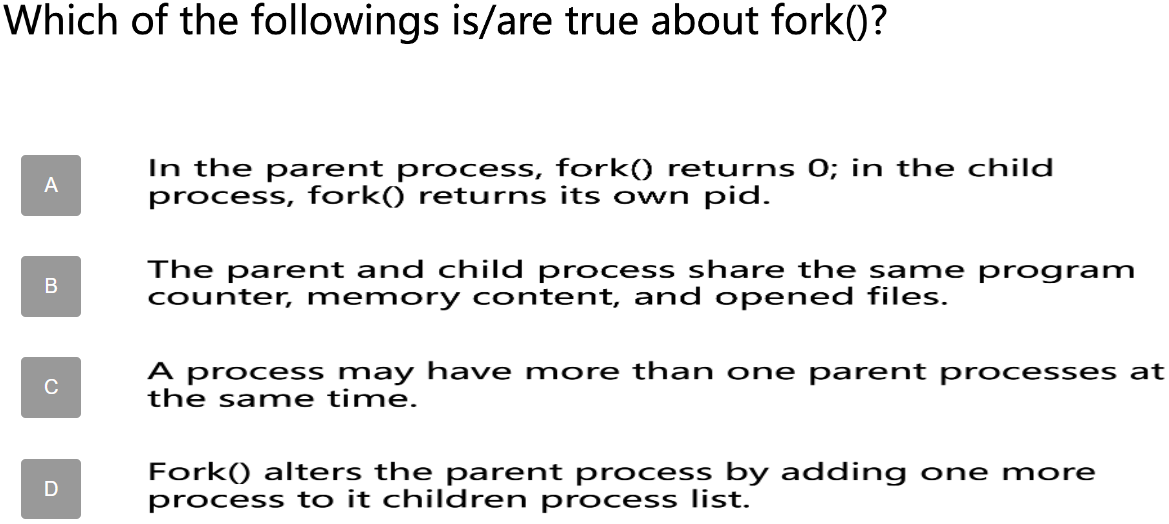 Which of the followings is/are true about fork()?
A
In the parent process, fork() returns 0; in the child
process, fork() returns its own pid.
B
The parent and child process share the same program
counter, memory content, and opened files.
C
A process may have more than one parent processes at
the same time.
D
Fork() alters the parent process by adding one more
process to it children process list.